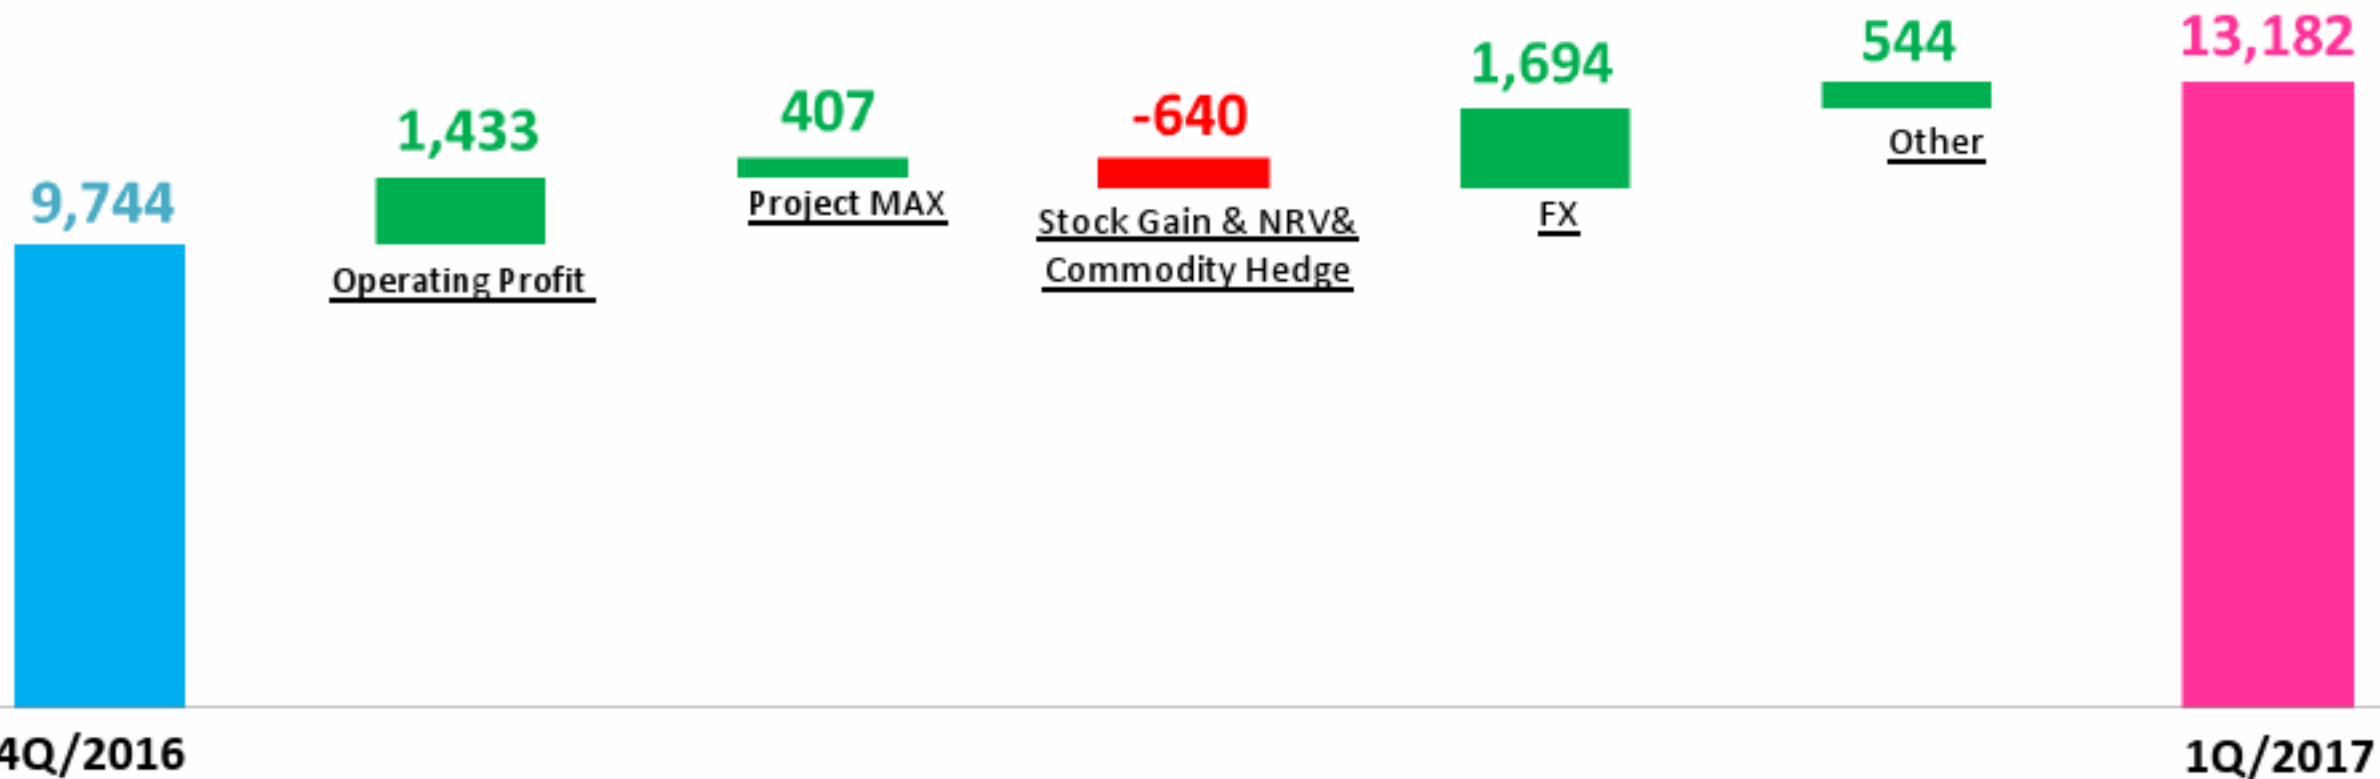 9,744
4Q/2016
1,433
Operating Profit
407
Project MAX
-640
Stock Gain & NRV&
Commodity Hedge
1,694
FX
544
Other
13,182
1Q/2017